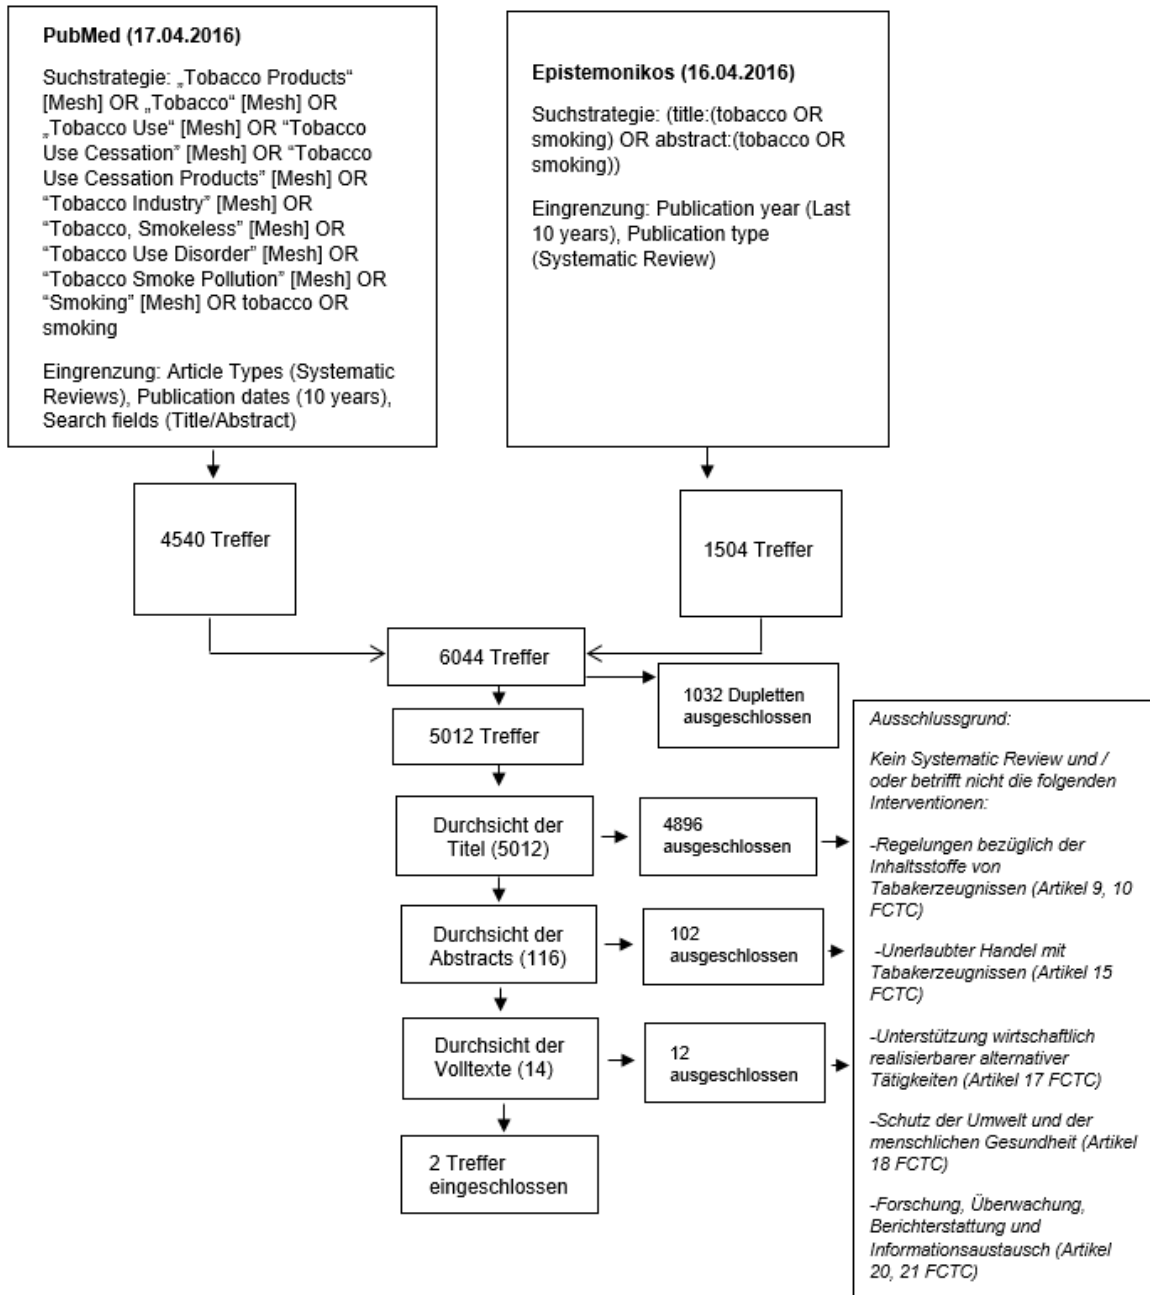 PubMed (17.04.2016)
Suchstrategie: „Tobacco Products“
[Mesh] OR „Tobacco“ [Mesh] OR
„Tobacco Use“ [Mesh] OR “Tobacco
Use Cessation” [Mesh] OR “Tobacco
Use Cessation Products” [Mesh] OR
“Tobacco Industry” [Mesh] OR
“Tobacco, Smokeless” [Mesh] OR
“Tobacco Use Disorder” [Mesh] OR
“Tobacco Smoke Pollution” [Mesh] OR
“Smoking” [Mesh] OR tobacco OR
smoking
Eingrenzung: Article Types (Systematic
Reviews), Publication dates (10 years),
Search fields (Title/Abstract)
Epistemonikos (16.04.2016)
Suchstrategie: (title:(tobacco OR
smoking) OR abstract:(tobacco OR
smoking))
Eingrenzung: Publication year (Last
10 years), Publication type
(Systematic Review)
4540 Treffer
1504 Treffer
6044 Treffer
1032 Dupletten
ausgeschlossen
5012 Treffer
Durchsicht der
Titel (5012)
4896
ausgeschlossen
Durchsicht der
Abstracts (116)
102
ausgeschlossen
Durchsicht der
Volltexte (14)
12
ausgeschlossen
2 Treffer
eingeschlossen
Ausschlussgrund:
Kein Systematic Review und /
oder betrifft nicht die folgenden
Interventionen:
-Regelungen bezüglich der
Inhaltsstoffe von
Tabakerzeugnissen (Artikel 9, 10
FCTC)
-Unerlaubter Handel mit
Tabakerzeugnissen (Artikel 15
FCTC)
-Unterstützung wirtschaftlich
realisierbarer alternativer
Tätigkeiten (Artikel 17 FCTC)
-Schutz der Umwelt und der
menschlichen Gesundheit (Artikel
18 FCTC)
-Forschung, Überwachung,
Berichterstattung und
Informationsaustausch (Artikel
20, 21 FCTC)